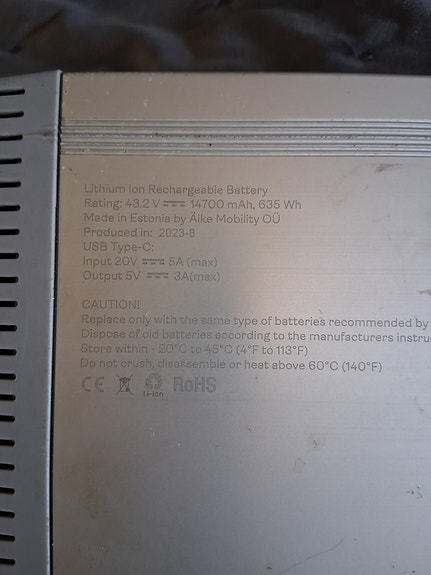 Lithium Ion Rechargeable Battery
Rating: 43.2 V ⎓ 14700 mAh, 635 Wh
Made in Estonia by Äike Mobility OÜ
Produced in: 2023-8
USB Type-C:
Input 20V ⎓ 5A (max)
Output 5V ⎓ 3A(max)
CAUTION!
Replace only with the same type of batteries recommended by
Dispose of old batteries according to the manufacturers instru
Store within - 20°C to 45°C (4°F to 113°F)
Do not crush, disassemble or heat above 60°C (140°F)
CE Li-ion RoHS